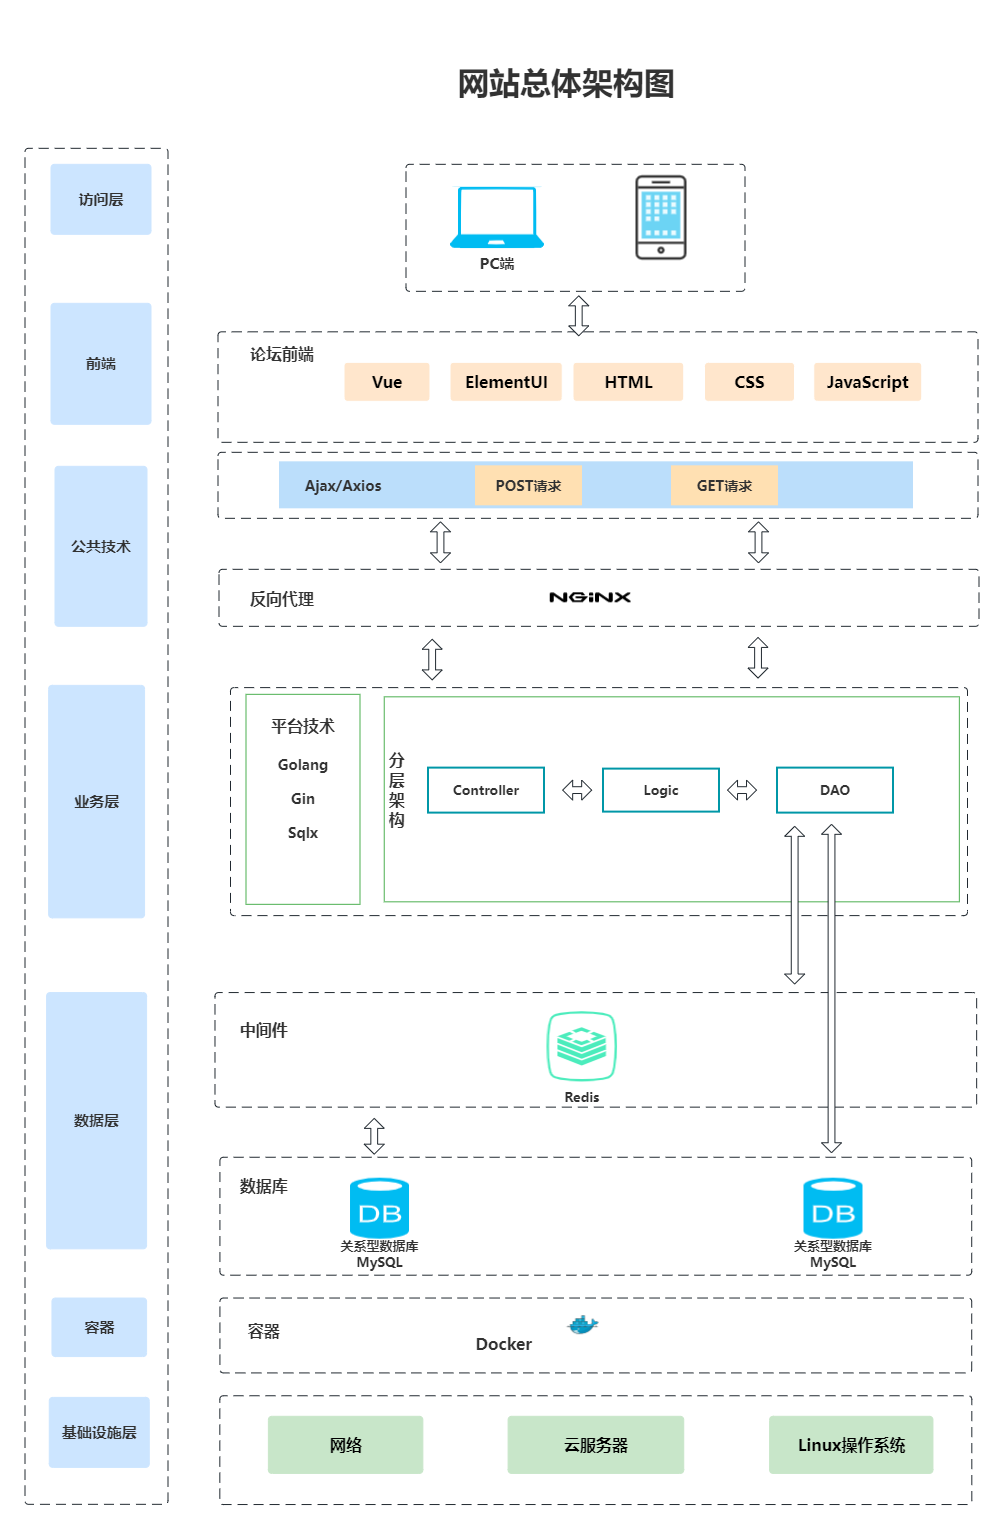 网站总体架构图
访问层
PC端
前端
论坛前端
Vue
ElementUI
HTML
CSS
JavaScript
公共技术
Ajax/Axios
POST请求
GET请求
反向代理
NGiNX
业务层
平台技术
Golang
Gin
Sqlx
分
层
架
构
Controller
Logic
DAO
数据层
中间件
Redis
数据库
DB
关系型数据库
MySQL
DB
关系型数据库
MySQL
容器
容器
Docker
基础设施层
网络
云服务器
Linux操作系统